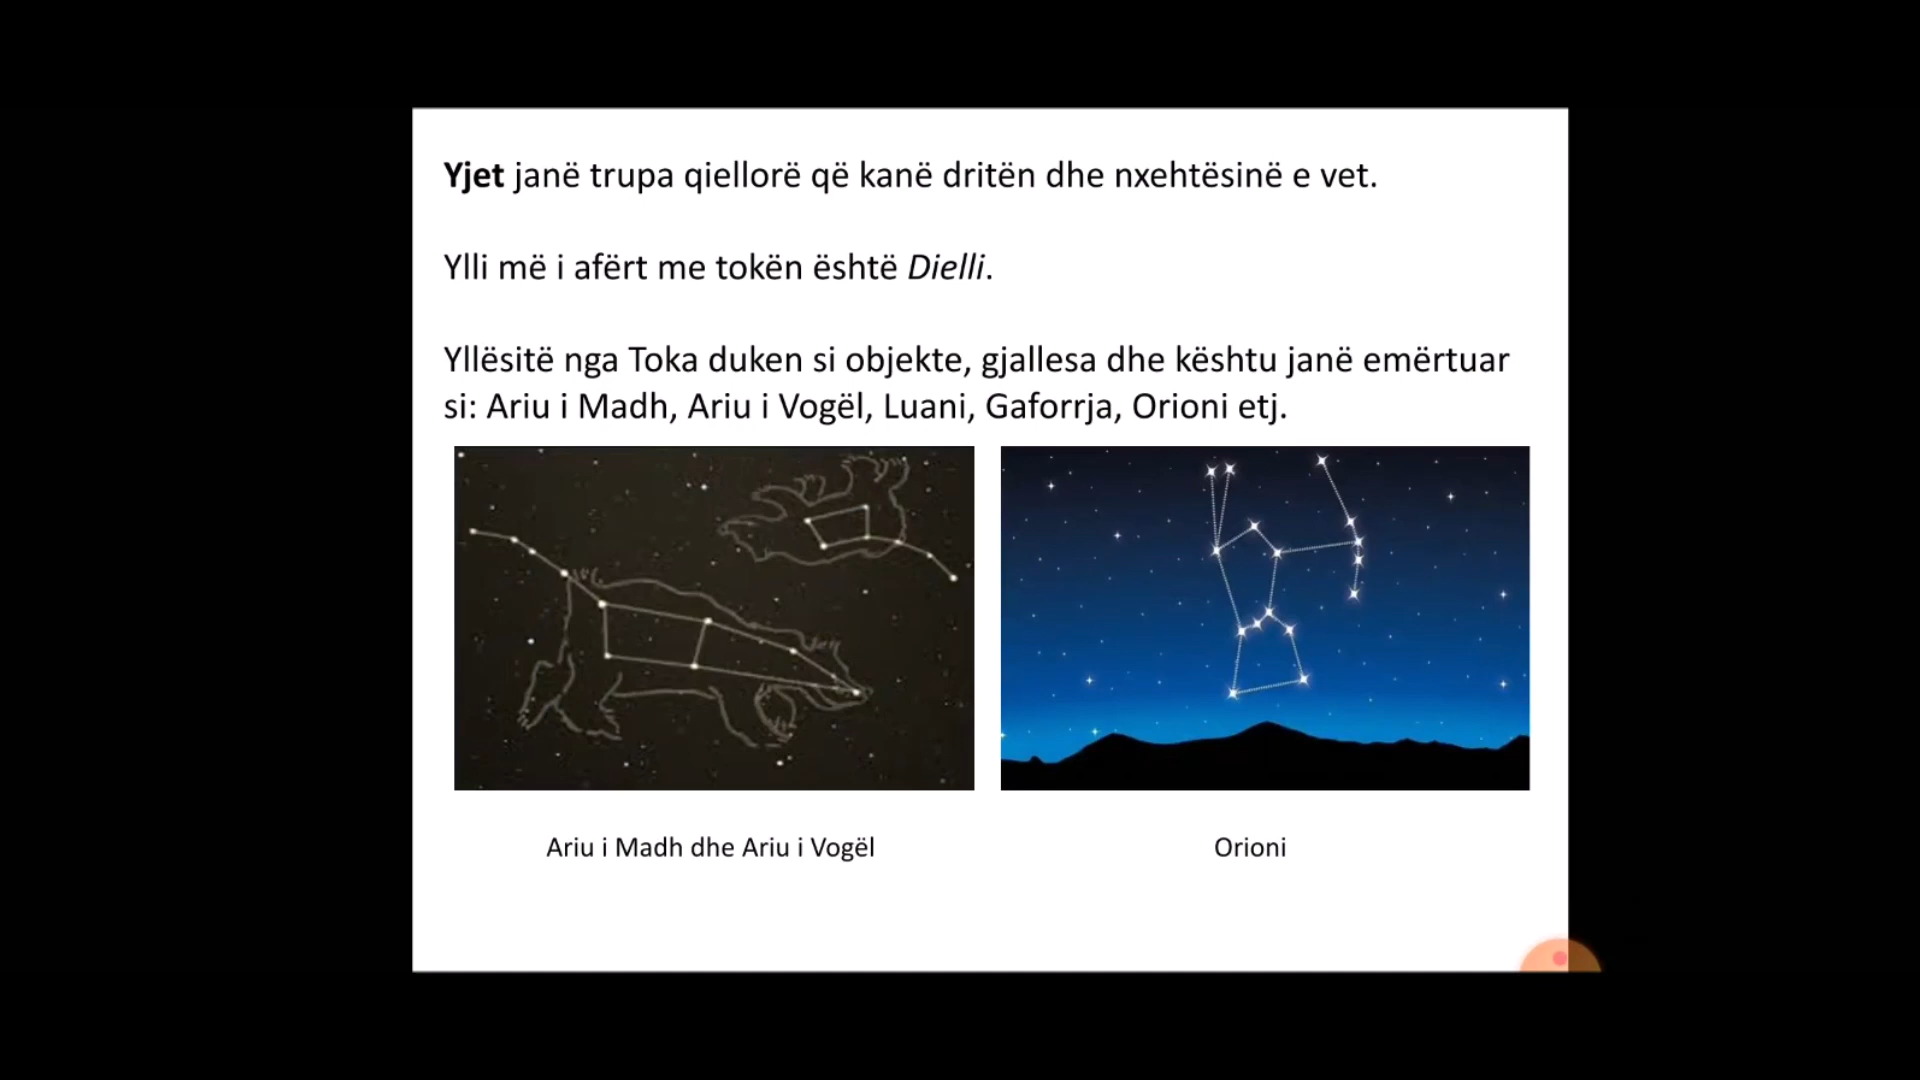 Yjet janë trupa qiellorë që kanë dritën dhe nxehtësinë e vet.
Ylli më i afërt me tokën është Dielli.
Yllësitë nga Toka duken si objekte, gjallesa dhe kështu janë emërtuar
si: Ariu i Madh, Ariu i Vogël, Luani, Gaforrja, Orioni etj.
Ariu i Madh dhe Ariu i Vogël
Orioni